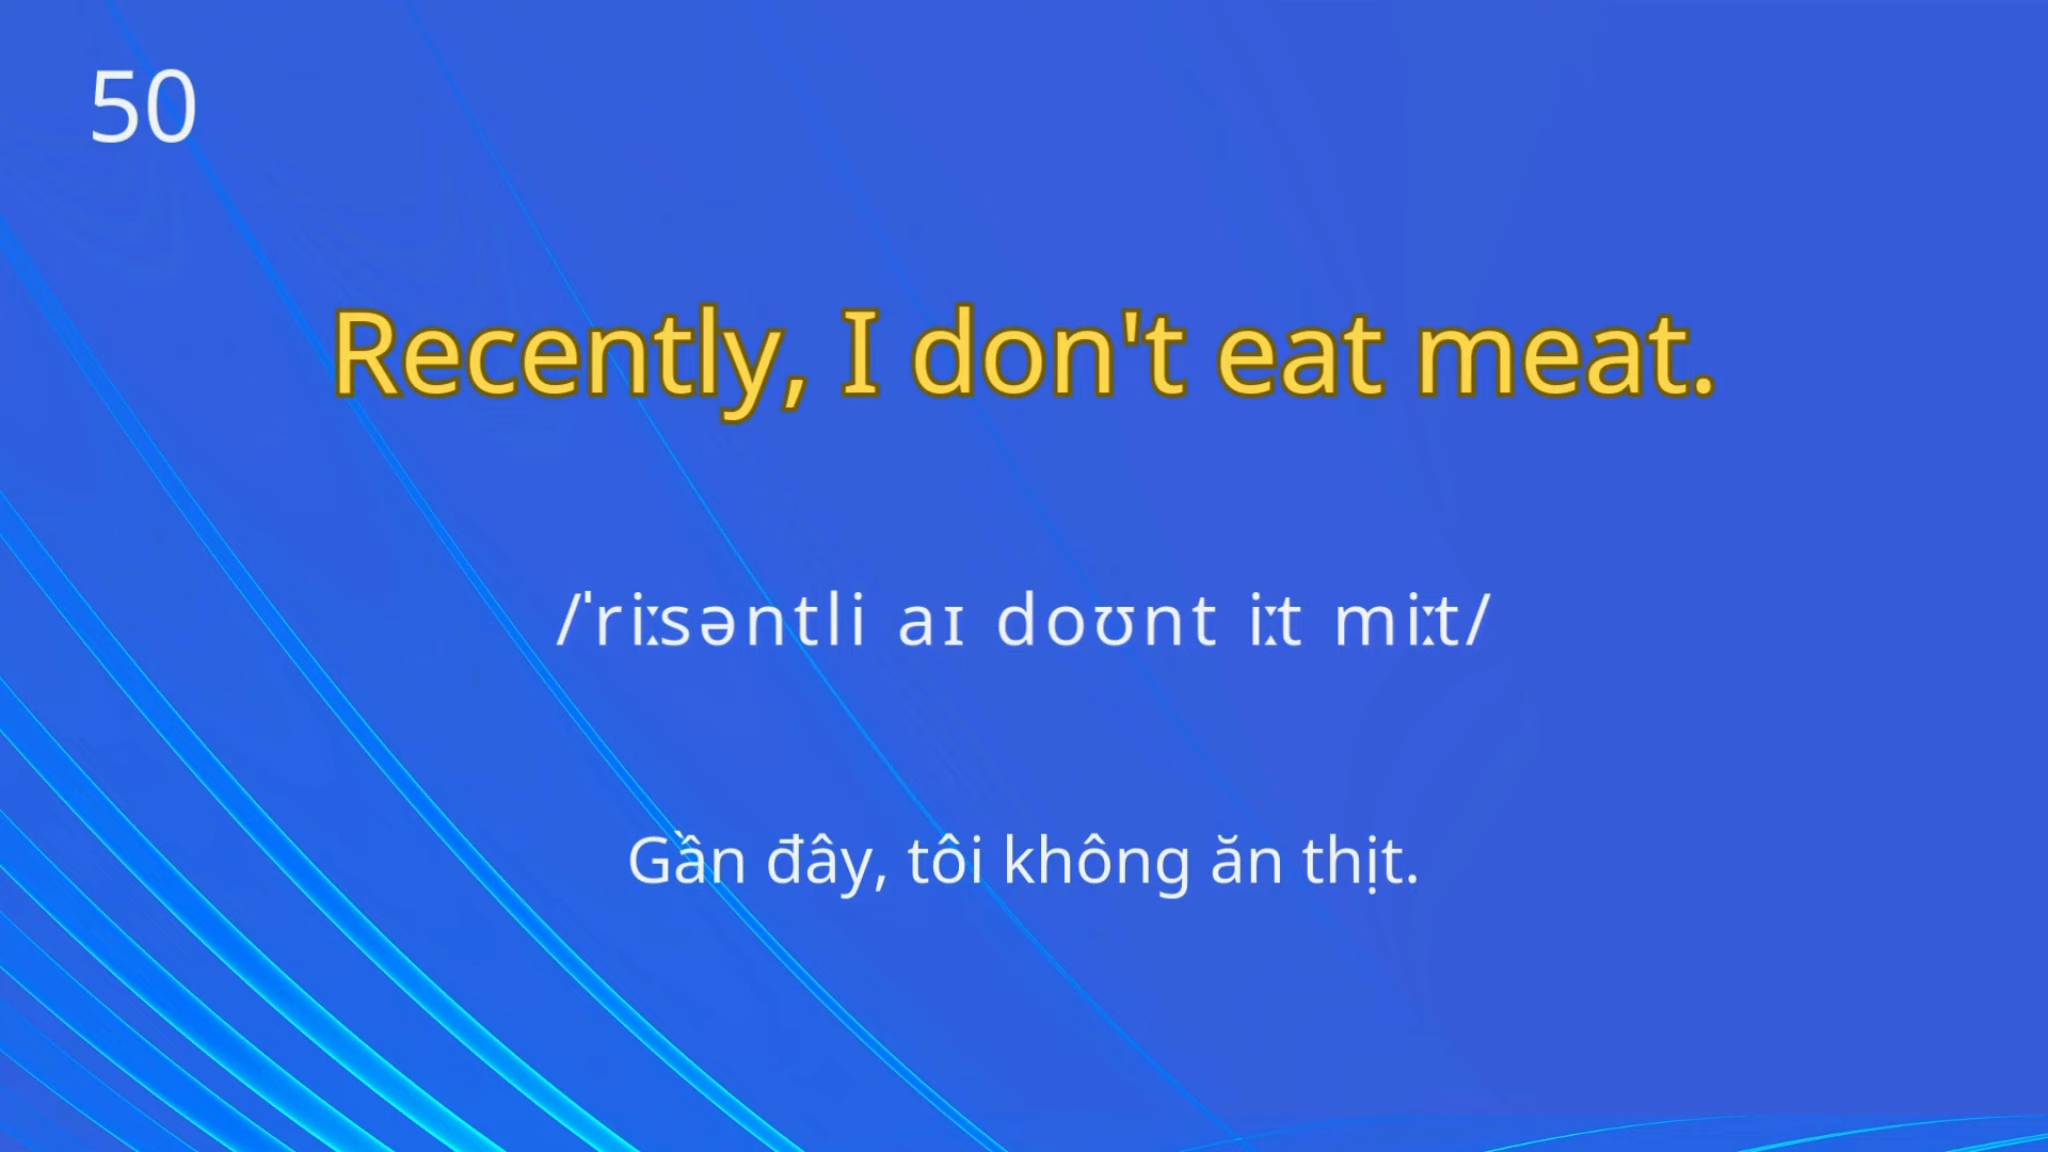 50
Recently, I don't eat meat.
/ˈriːsəntli aɪ doʊnt iːt miːt/
Gần đây, tôi không ăn thịt.